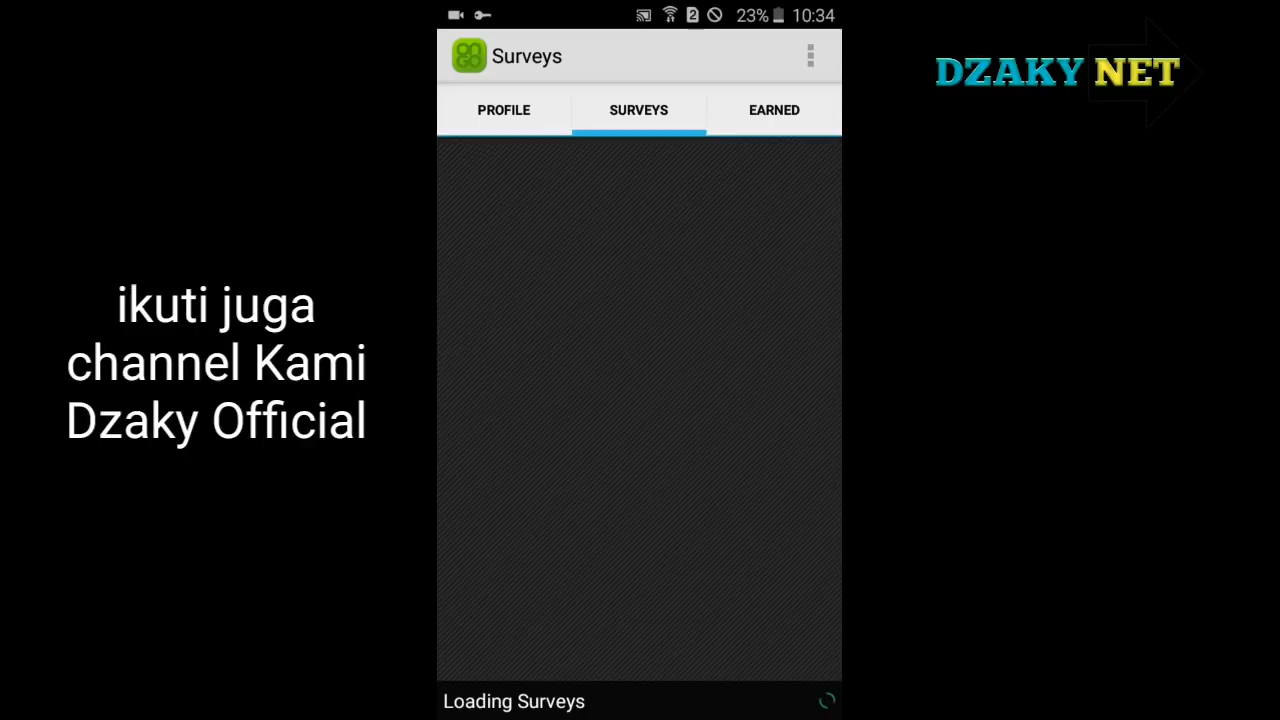 23% 10:34
Surveys
PROFILE SURVEYS EARNED
ikuti juga
channel Kami
Dzaky Official
Loading Surveys
DZAKY NET